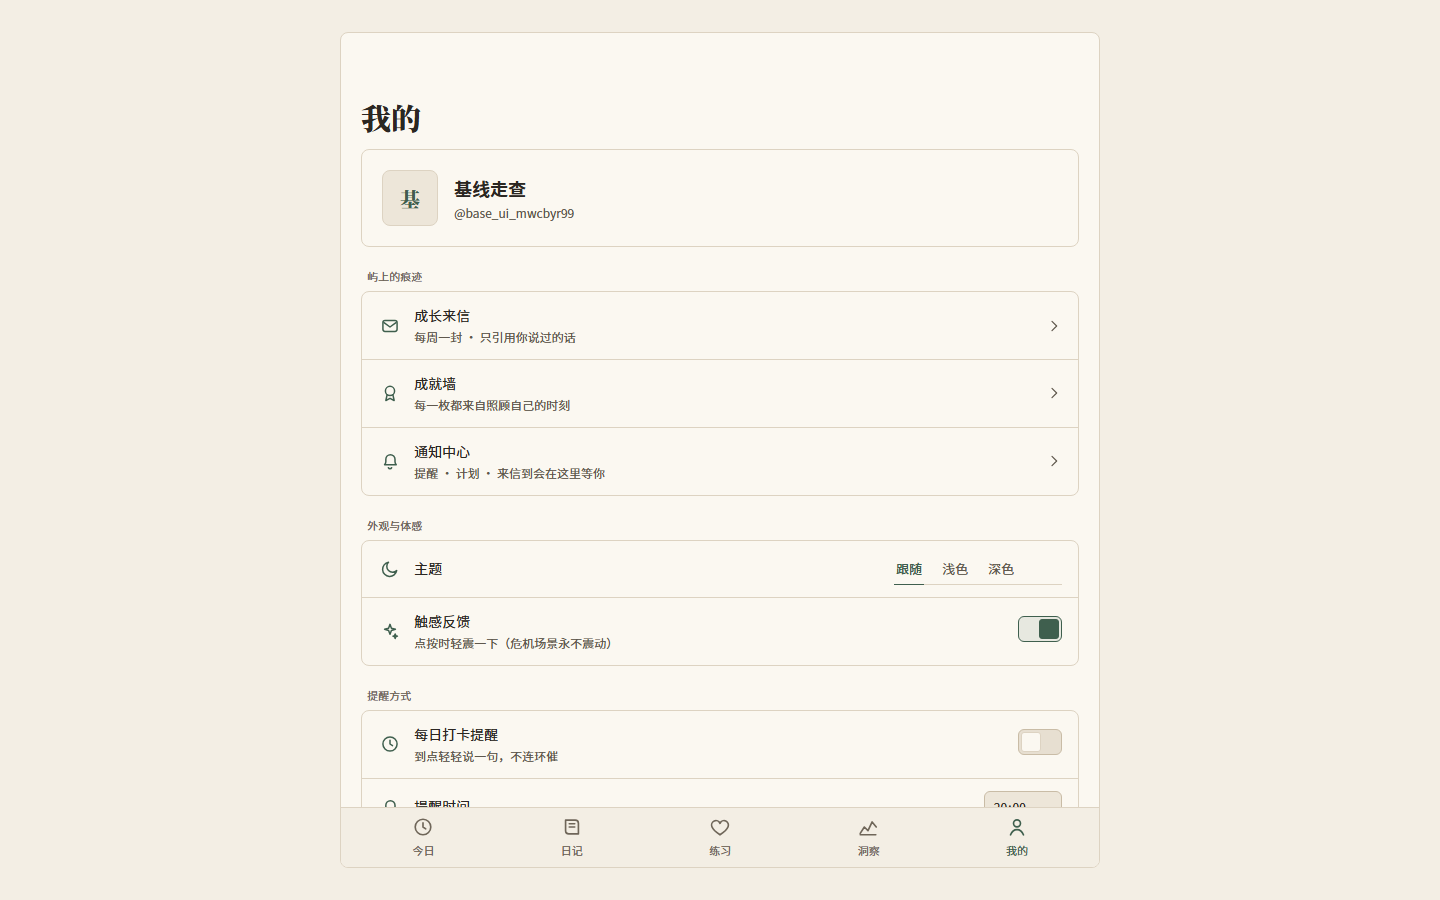 我的
基
基线走查
@base_ui_mwcbyr99
屿上的痕迹
成长来信
每周一封 · 只引用你说过的话
成就墙
每一枚都来自照顾自己的时刻
通知中心
提醒 · 计划 · 来信到会在这里等你
外观与体感
主题
跟随 浅色 深色
触感反馈
点按时轻震一下（危机场景永不震动）
提醒方式
每日打卡提醒
到点轻轻说一句，不连环催
提醒时间
20:00
今日 日记 练习 洞察 我的